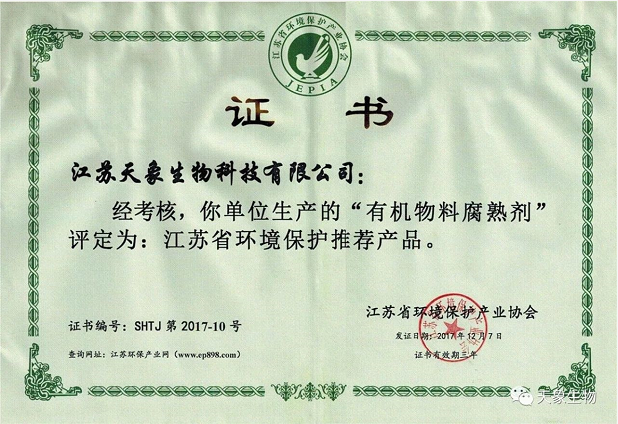 江苏省环境保护产业协会
JEPIA
证书
江苏天象生物科技有限公司：
经考核，你单位生产的“有机物料腐熟剂”
评定为：江苏省环境保护推荐产品。
江苏省环境保护产业协会
证书编号：SHTJ 第 2017-10 号
发证日期：2017年12月7日
查询网址：江苏环保产业网（www.ep898.com）
证书有效期三年
天象生物